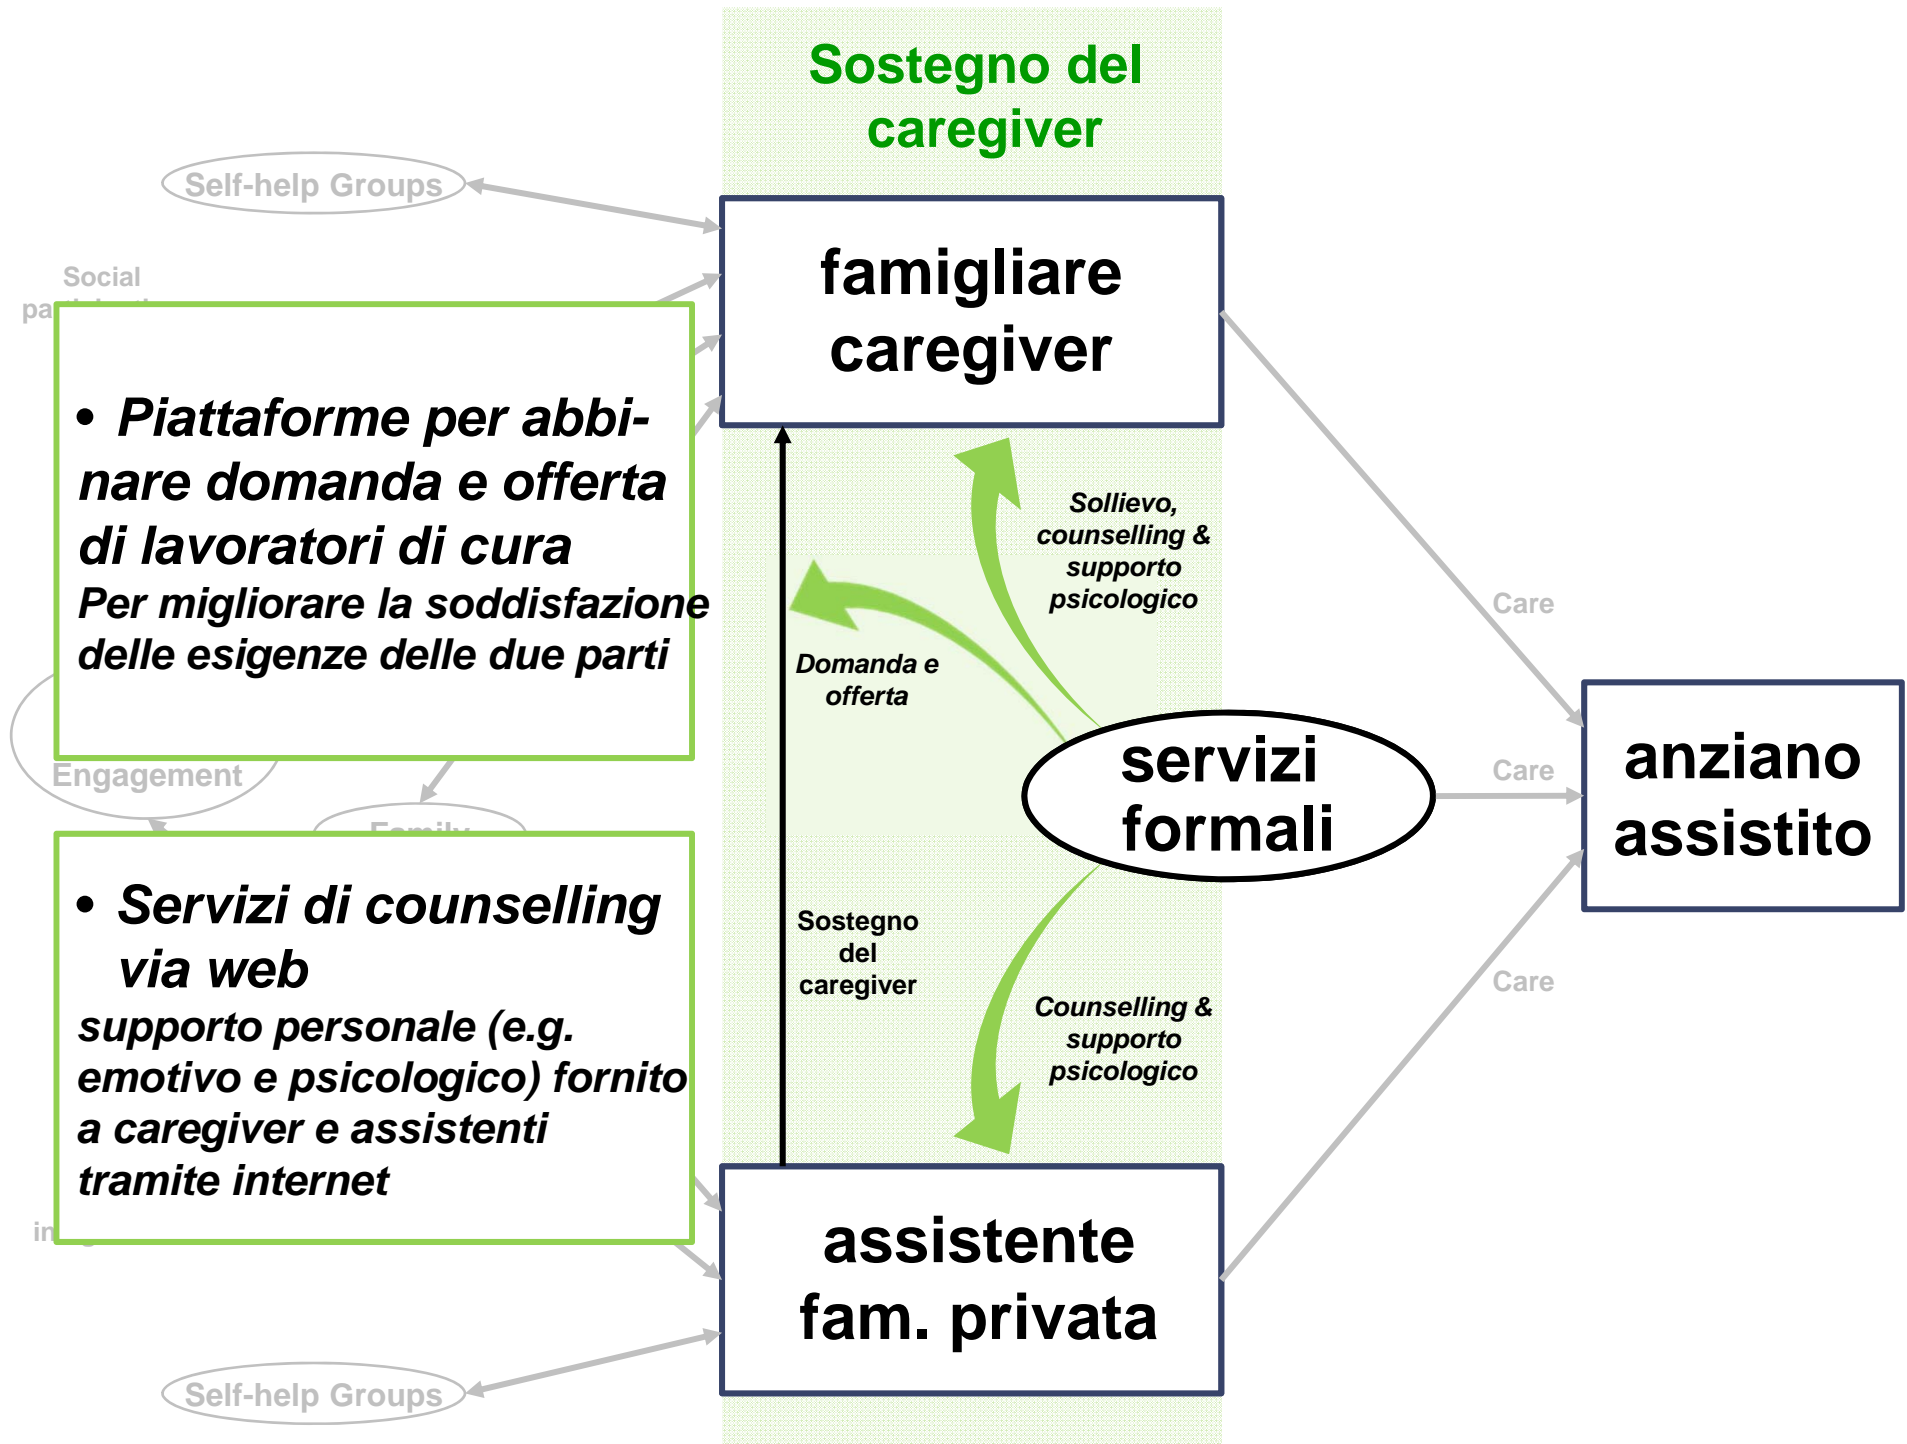 Sostegno del
caregiver
Self-help Groups
Social
famigliare
caregiver
• Piattaforme per abbi-
nare domanda e offerta
di lavoratori di cura
Per migliorare la soddisfazione
delle esigenze delle due parti
Sollievo,
counselling &
supporto
psicologico
Domanda e
offerta
Care
servizi
formali
Care
anziano
assistito
Engagement
• Servizi di counselling
via web
supporto personale (e.g.
emotivo e psicologico) fornito
a caregiver e assistenti
tramite internet
Sostegno
del
caregiver
Counselling &
supporto
psicologico
Care
assistente
fam. privata
Self-help Groups